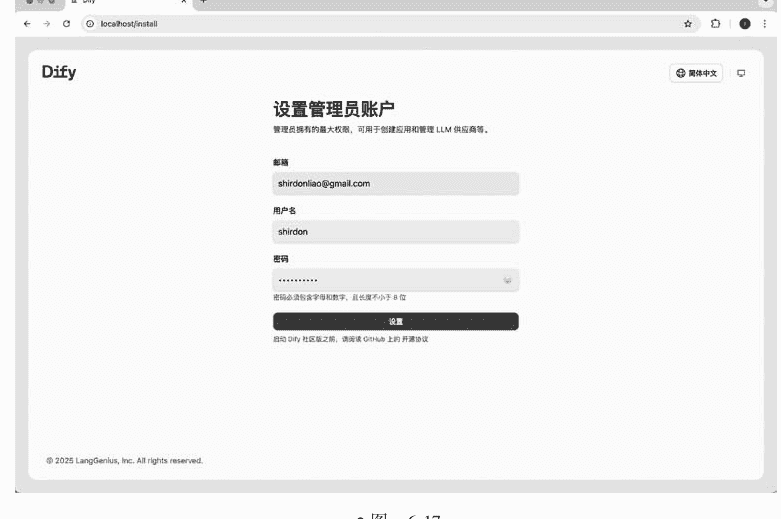 Dify
localhost/install
Dify
简体中文
设置管理员账户
管理员拥有的最大权限，可用于创建应用和管理 LLM 供应商等。
邮箱
shirdonliao@gmail.com
用户名
shirdon
密码
••••••••••
密码必须包含字母和数字，且长度不小于 8 位
设置
启动 Dify 社区版之前，请阅读 GitHub 上的 开源协议
© 2025 LangGenius, Inc. All rights reserved.